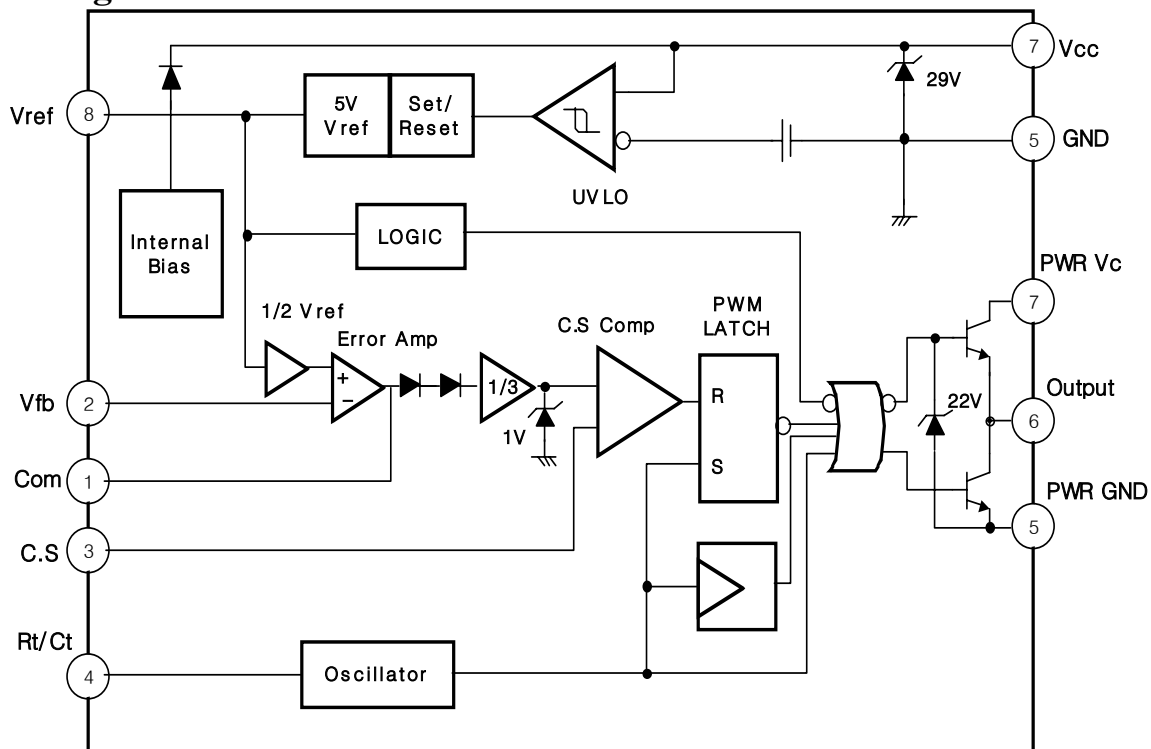 7
Vcc
29V
5V
Vref
Set/
Reset
Vref
8
5
GND
UVLO
Internal
Bias
LOGIC
PWR Vc
7
1/2 Vref
Error Amp
C.S Comp
PWM
LATCH
+
−
1/3
R
Output
22V
6
Vfb
2
1V
S
Com
1
PWR GND
5
C.S
3
Rt/Ct
4
Oscillator